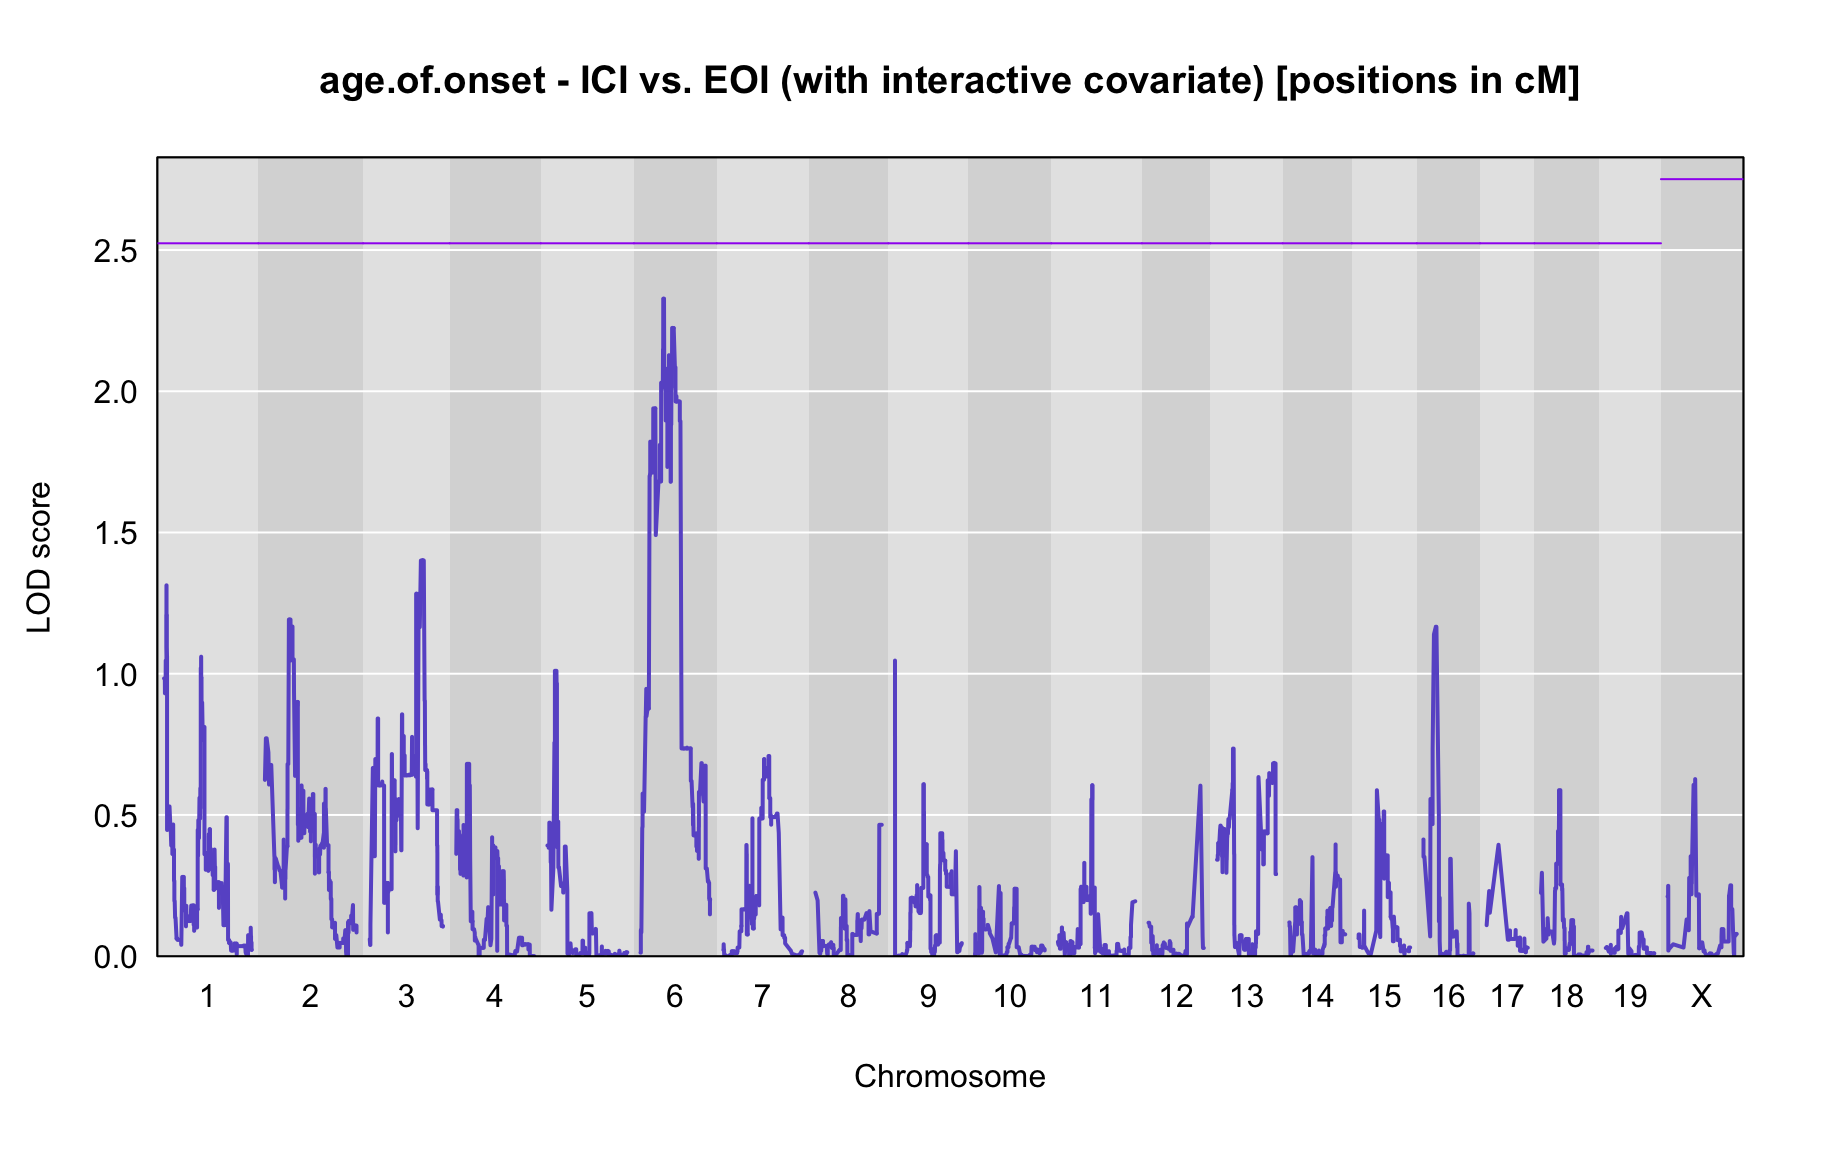 age.of.onset - ICI vs. EOI (with interactive covariate) [positions in cM]
2.5
2.0
1.5
1.0
0.5
0.0
LOD score
1 2 3 4 5 6 7 8 9 10 11 12 13 14 15 16 17 18 19 X
Chromosome